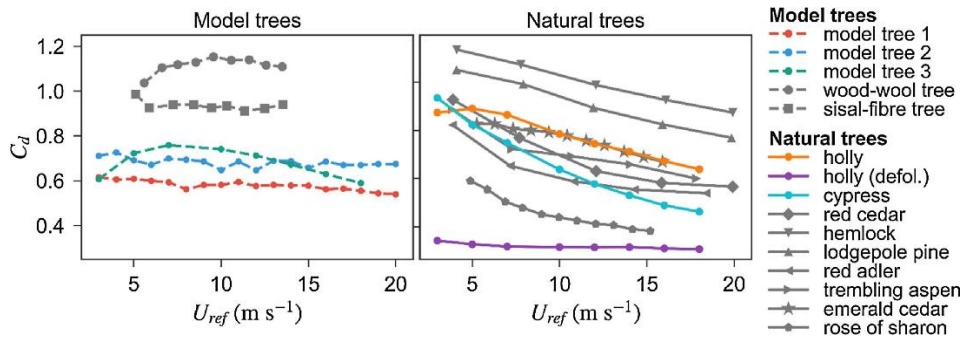 Model trees
Natural trees
C_d
1.2
1.0
0.8
0.6
0.4
5
10
15
20
5
10
15
20
U_ref (m s⁻¹)
U_ref (m s⁻¹)
Model trees
model tree 1
model tree 2
model tree 3
wood-wool tree
sisal-fibre tree
Natural trees
holly
holly (defol.)
cypress
red cedar
hemlock
lodgepole pine
red adler
trembling aspen
emerald cedar
rose of sharon